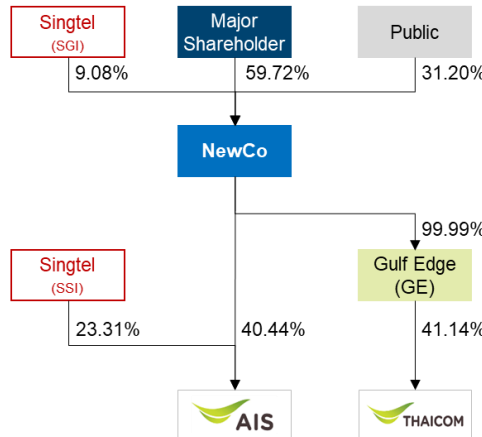 Singtel
(SGI)
Major
Shareholder
Public
9.08%
59.72%
31.20%
NewCo
99.99%
Singtel
(SSI)
Gulf Edge
(GE)
23.31%
40.44%
41.14%
AIS
THAICOM